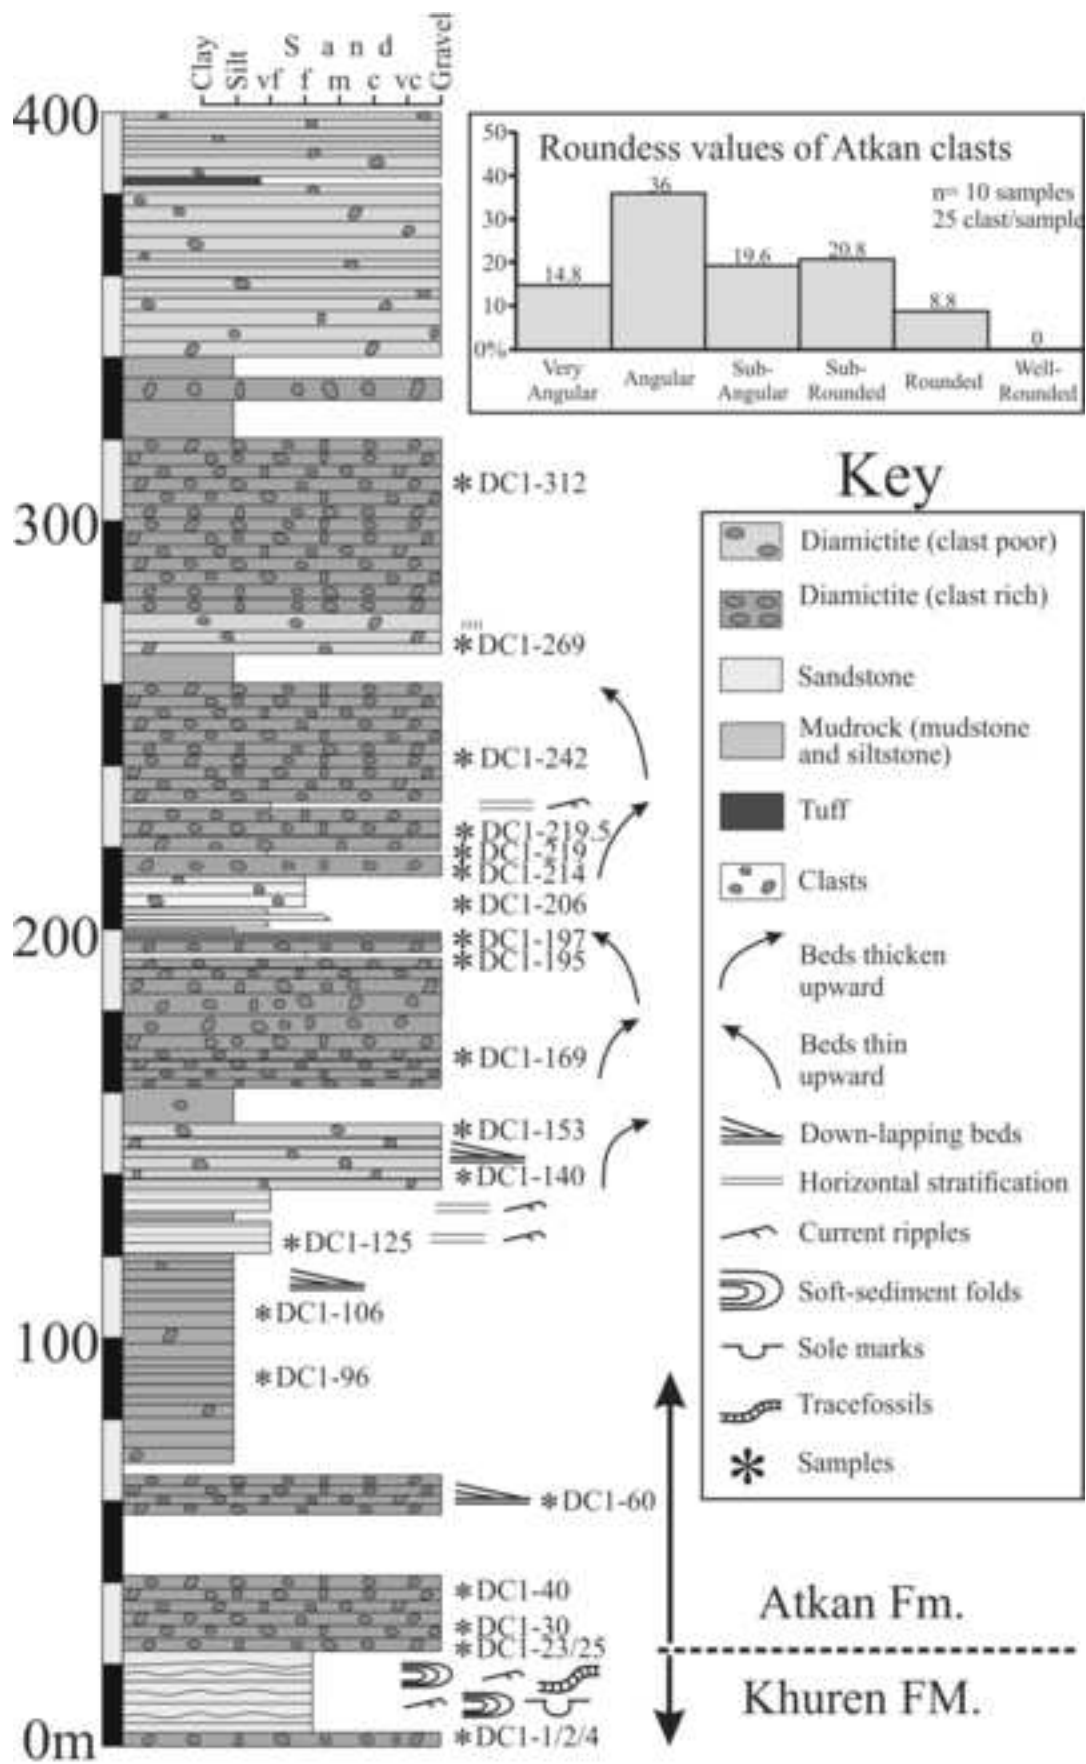 S a n d
Clay Silt vf f m c vc Gravel
400
300
200
100
0m
Roundess values of Atkan clasts
n= 10 samples
25 clast/sample
50
40
30
20
10
0%
14.8
36
19.6
20.8
8.8
0
Very
Angular
Angular
Sub-
Angular
Sub-
Rounded
Rounded
Well-
Rounded
*DC1-312
*DC1-269
*DC1-242
*DC1-219.5
*DC1-219
*DC1-214
*DC1-206
*DC1-197
*DC1-195
*DC1-169
*DC1-153
*DC1-140
*DC1-125
*DC1-106
*DC1-96
*DC1-60
*DC1-40
*DC1-30
*DC1-23/25
*DC1-1/2/4
Key
Diamictite (clast poor)
Diamictite (clast rich)
Sandstone
Mudrock (mudstone
and siltstone)
Tuff
Clasts
Beds thicken
upward
Beds thin
upward
Down-lapping beds
Horizontal stratification
Current ripples
Soft-sediment folds
Sole marks
Tracefossils
* Samples
Atkan Fm.
Khuren FM.